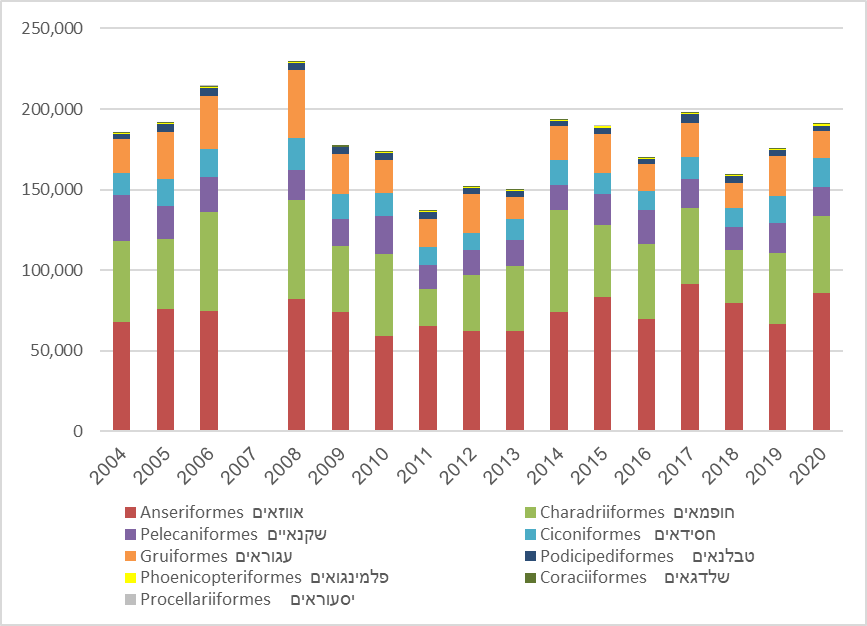 250,000
200,000
150,000
100,000
50,000
0
2004 2005 2006 2007 2008 2009 2010 2011 2012 2013 2014 2015 2016 2017 2018 2019 2020
Anseriformes אווזאים
Charadriiformes חופמאים
Pelecaniformes שקנאיים
Ciconiformes חסידאים
Gruiformes עגוראים
Podicipediformes טבלנאים
Phoenicopteriformes פלמינגואים
Coraciiformes שלדגאים
Procellariiformes יסעוראים